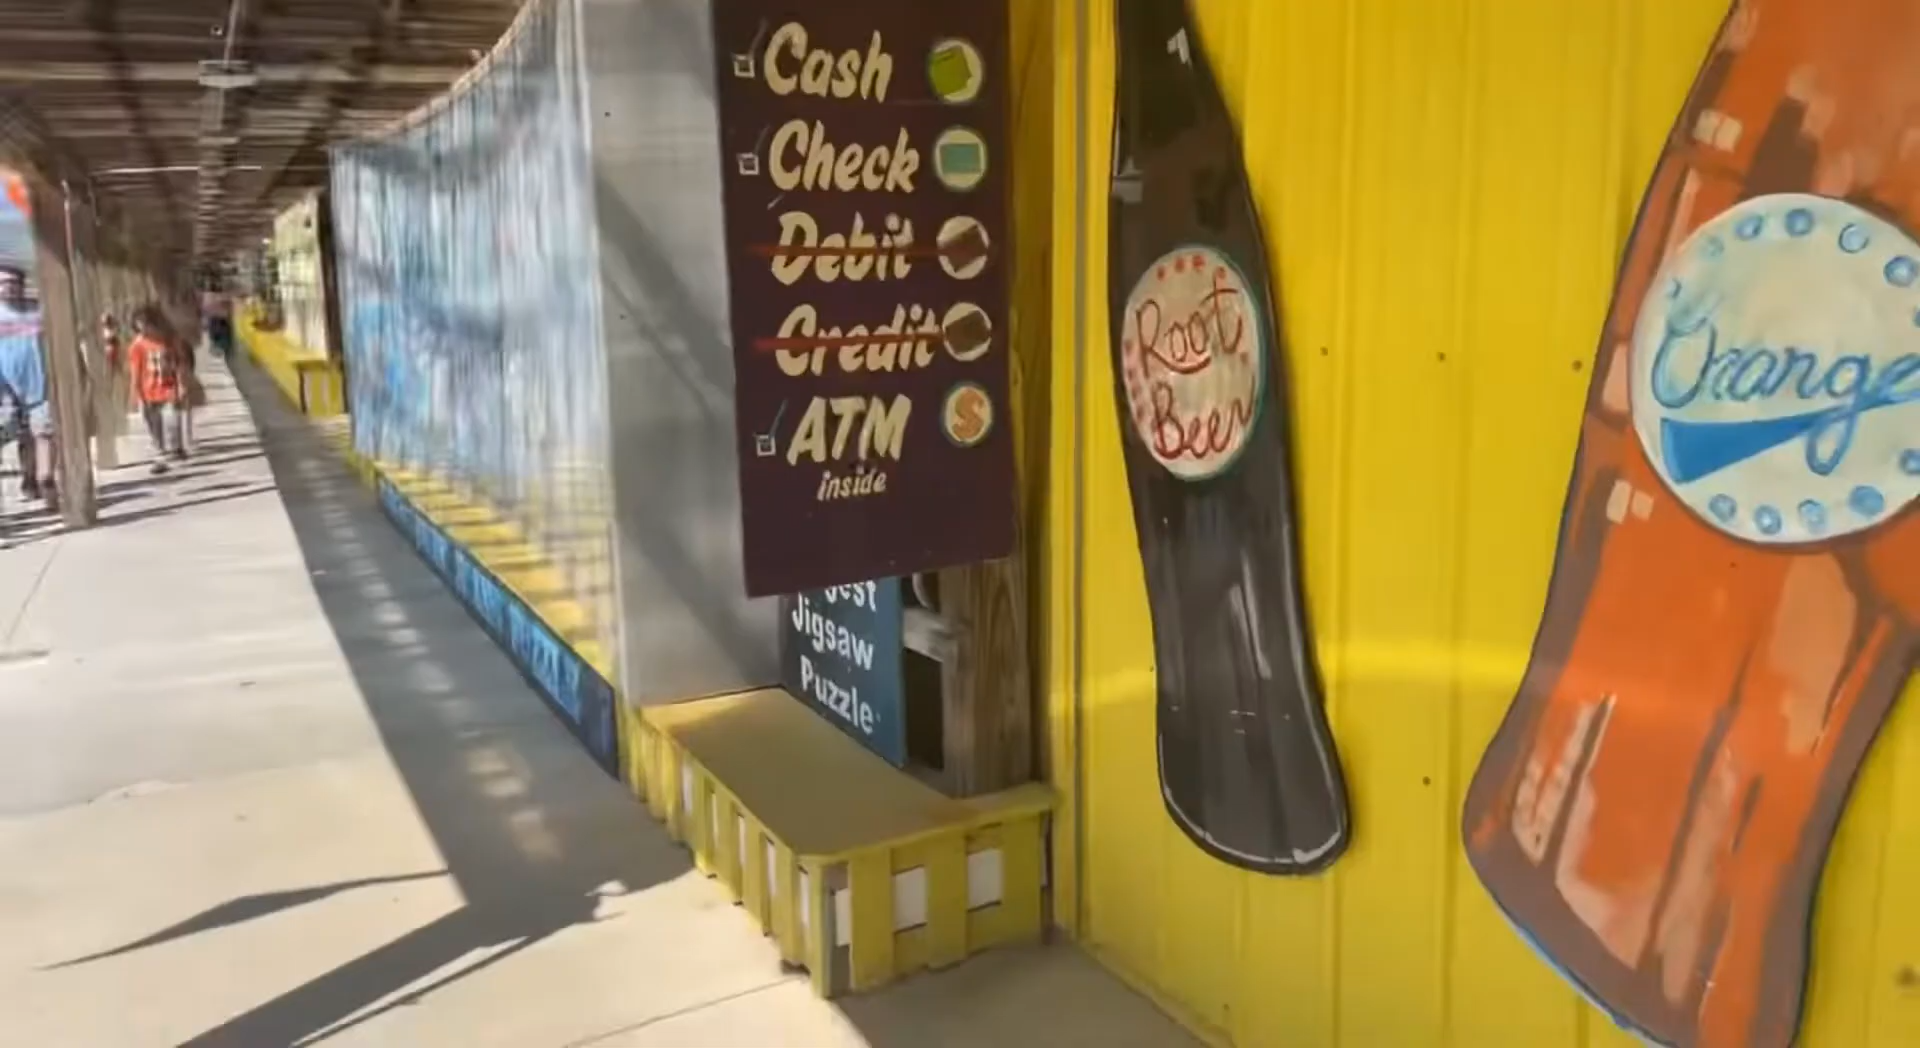 Cash
Check
Debit
Credit
ATM
inside
Jigsaw
Puzzle
Root
Beer
Orange